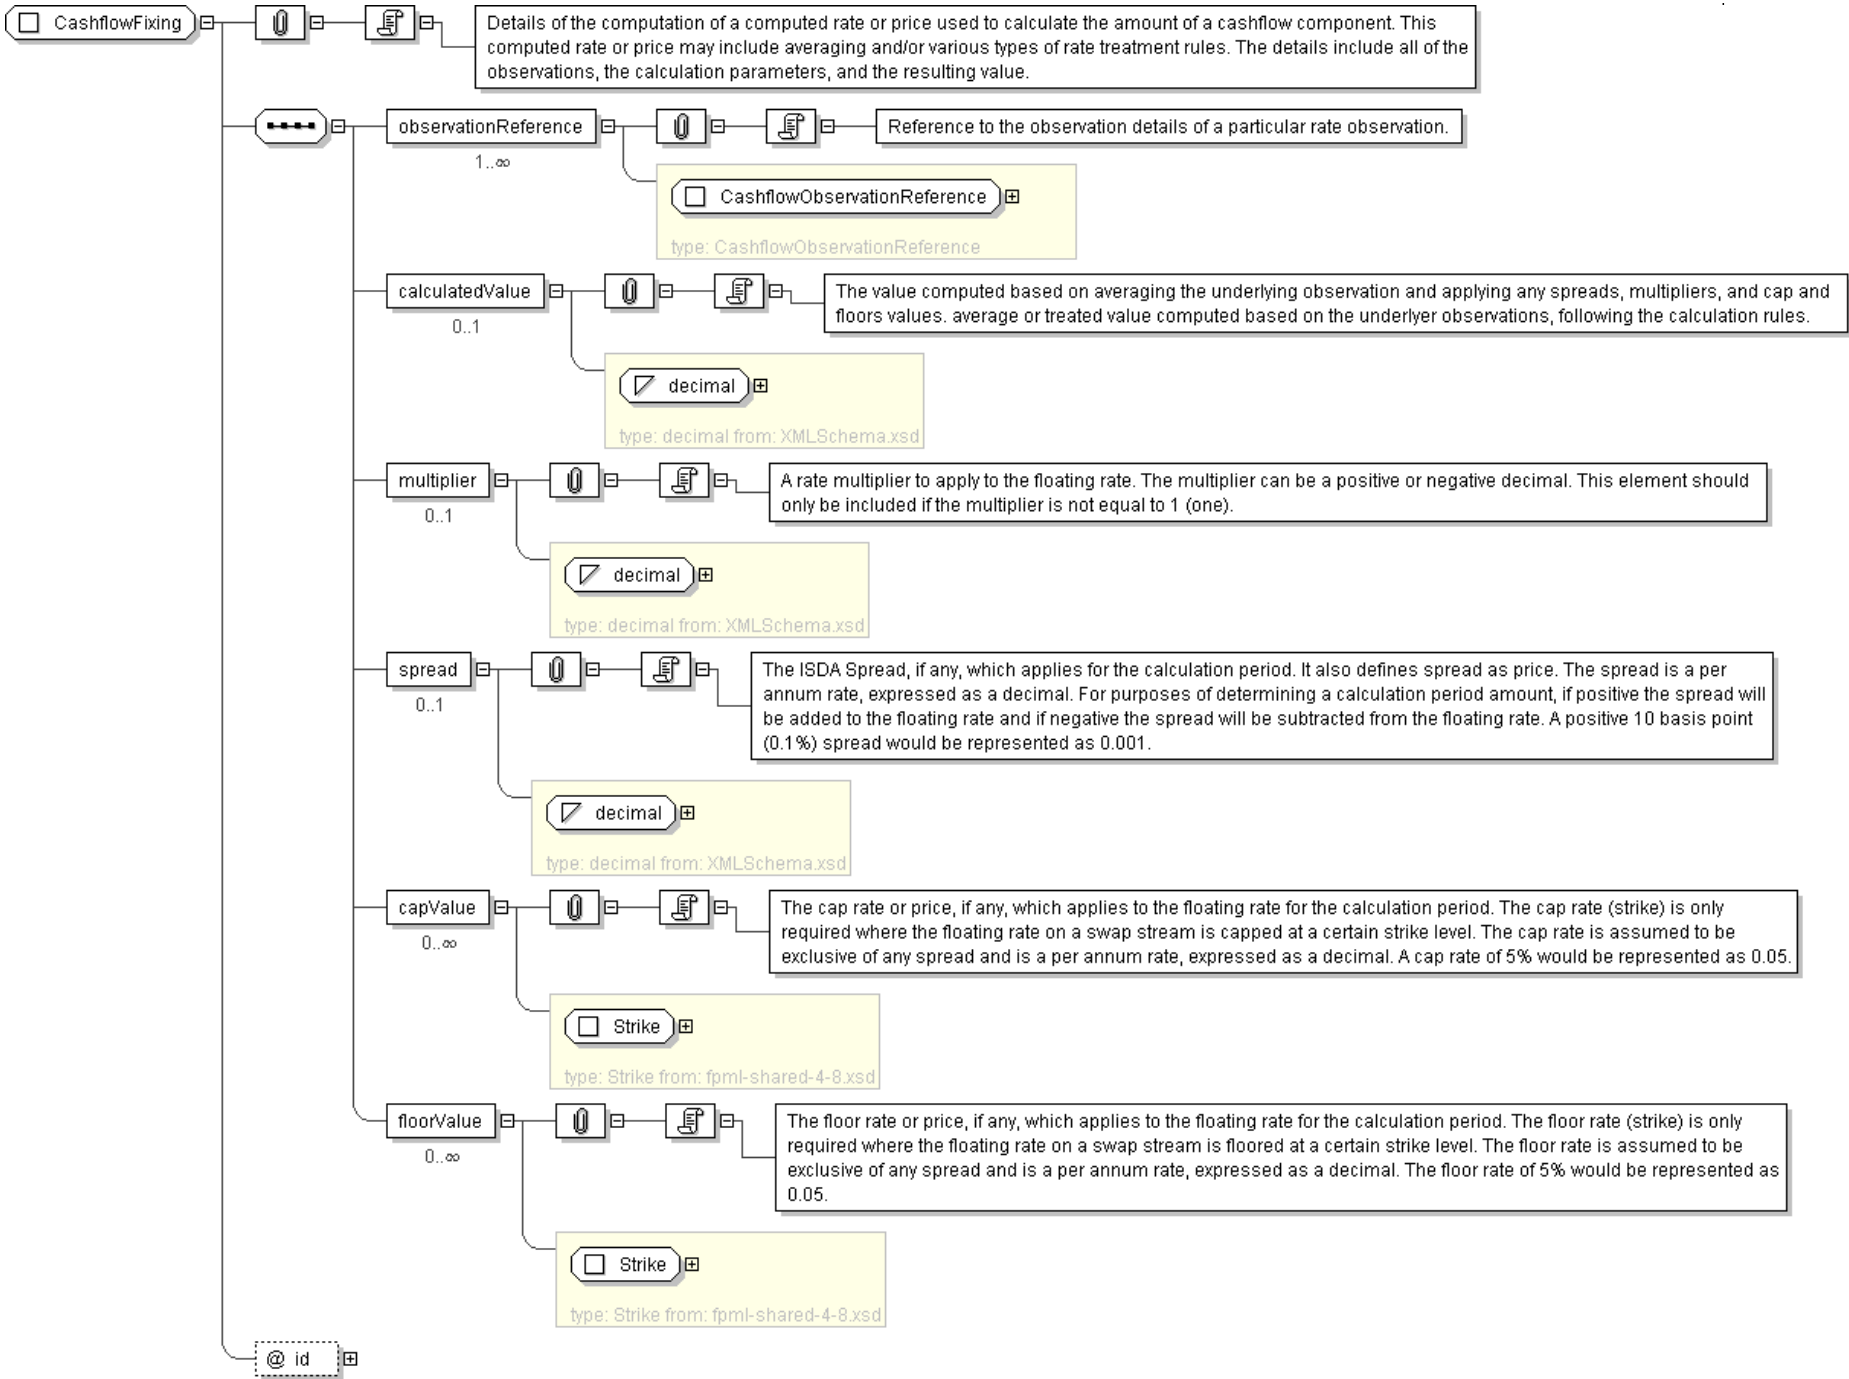 CashflowFixing
Details of the computation of a computed rate or price used to calculate the amount of a cashflow component. This
computed rate or price may include averaging and/or various types of rate treatment rules. The details include all of the
observations, the calculation parameters, and the resulting value.
observationReference
Reference to the observation details of a particular rate observation.
1..∞
CashflowObservationReference
type: CashflowObservationReference
calculatedValue
The value computed based on averaging the underlying observation and applying any spreads, multipliers, and cap and
floors values. average or treated value computed based on the underlyer observations, following the calculation rules.
0..1
decimal
type: decimal from: XMLSchema.xsd
multiplier
A rate multiplier to apply to the floating rate. The multiplier can be a positive or negative decimal. This element should
only be included if the multiplier is not equal to 1 (one).
0..1
decimal
type: decimal from: XMLSchema.xsd
spread
The ISDA Spread, if any, which applies for the calculation period. It also defines spread as price. The spread is a per
annum rate, expressed as a decimal. For purposes of determining a calculation period amount, if positive the spread will
be added to the floating rate and if negative the spread will be subtracted from the floating rate. A positive 10 basis point
(0.1%) spread would be represented as 0.001.
0..1
decimal
type: decimal from: XMLSchema.xsd
capValue
The cap rate or price, if any, which applies to the floating rate for the calculation period. The cap rate (strike) is only
required where the floating rate on a swap stream is capped at a certain strike level. The cap rate is assumed to be
exclusive of any spread and is a per annum rate, expressed as a decimal. A cap rate of 5% would be represented as 0.05.
0..∞
Strike
type: Strike from: fpml-shared-4-8.xsd
floorValue
The floor rate or price, if any, which applies to the floating rate for the calculation period. The floor rate (strike) is only
required where the floating rate on a swap stream is floored at a certain strike level. The floor rate is assumed to be
exclusive of any spread and is a per annum rate, expressed as a decimal. The floor rate of 5% would be represented as
0.05.
0..∞
Strike
type: Strike from: fpml-shared-4-8.xsd
@ id